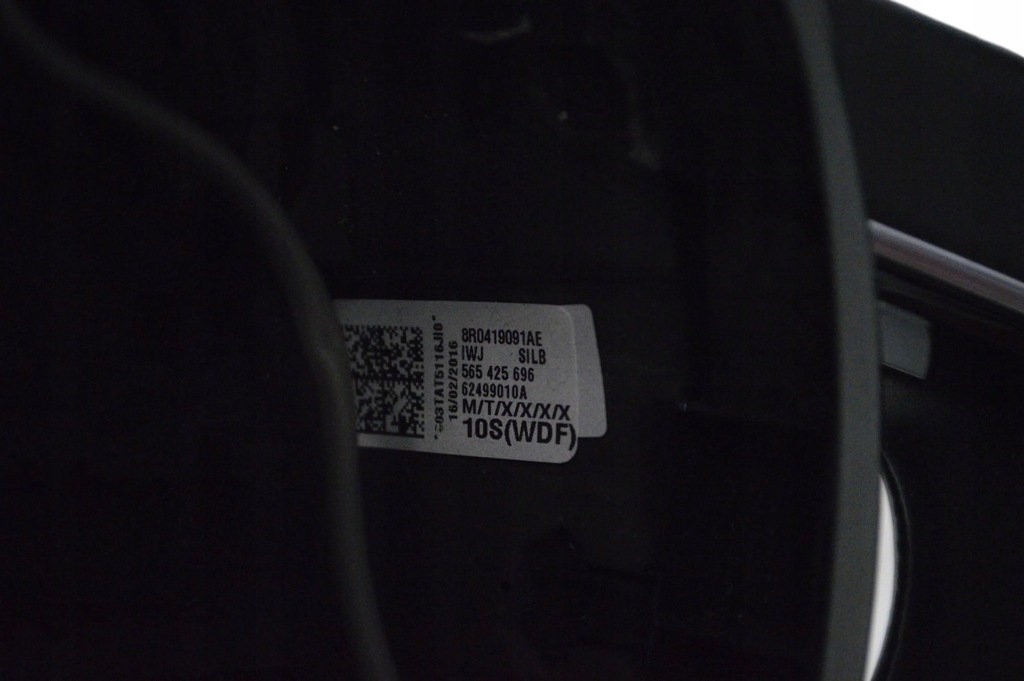 8R0419091AE
IWJ SILB
565 425 696
62499010A
M/T/X/X/X/X
10S(WDF)
16/02/2016